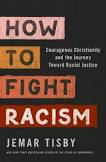 HOW
TO
FIGHT
RACISM
Courageous Christianity
and the Journey
Toward Racial Justice
JEMAR TISBY